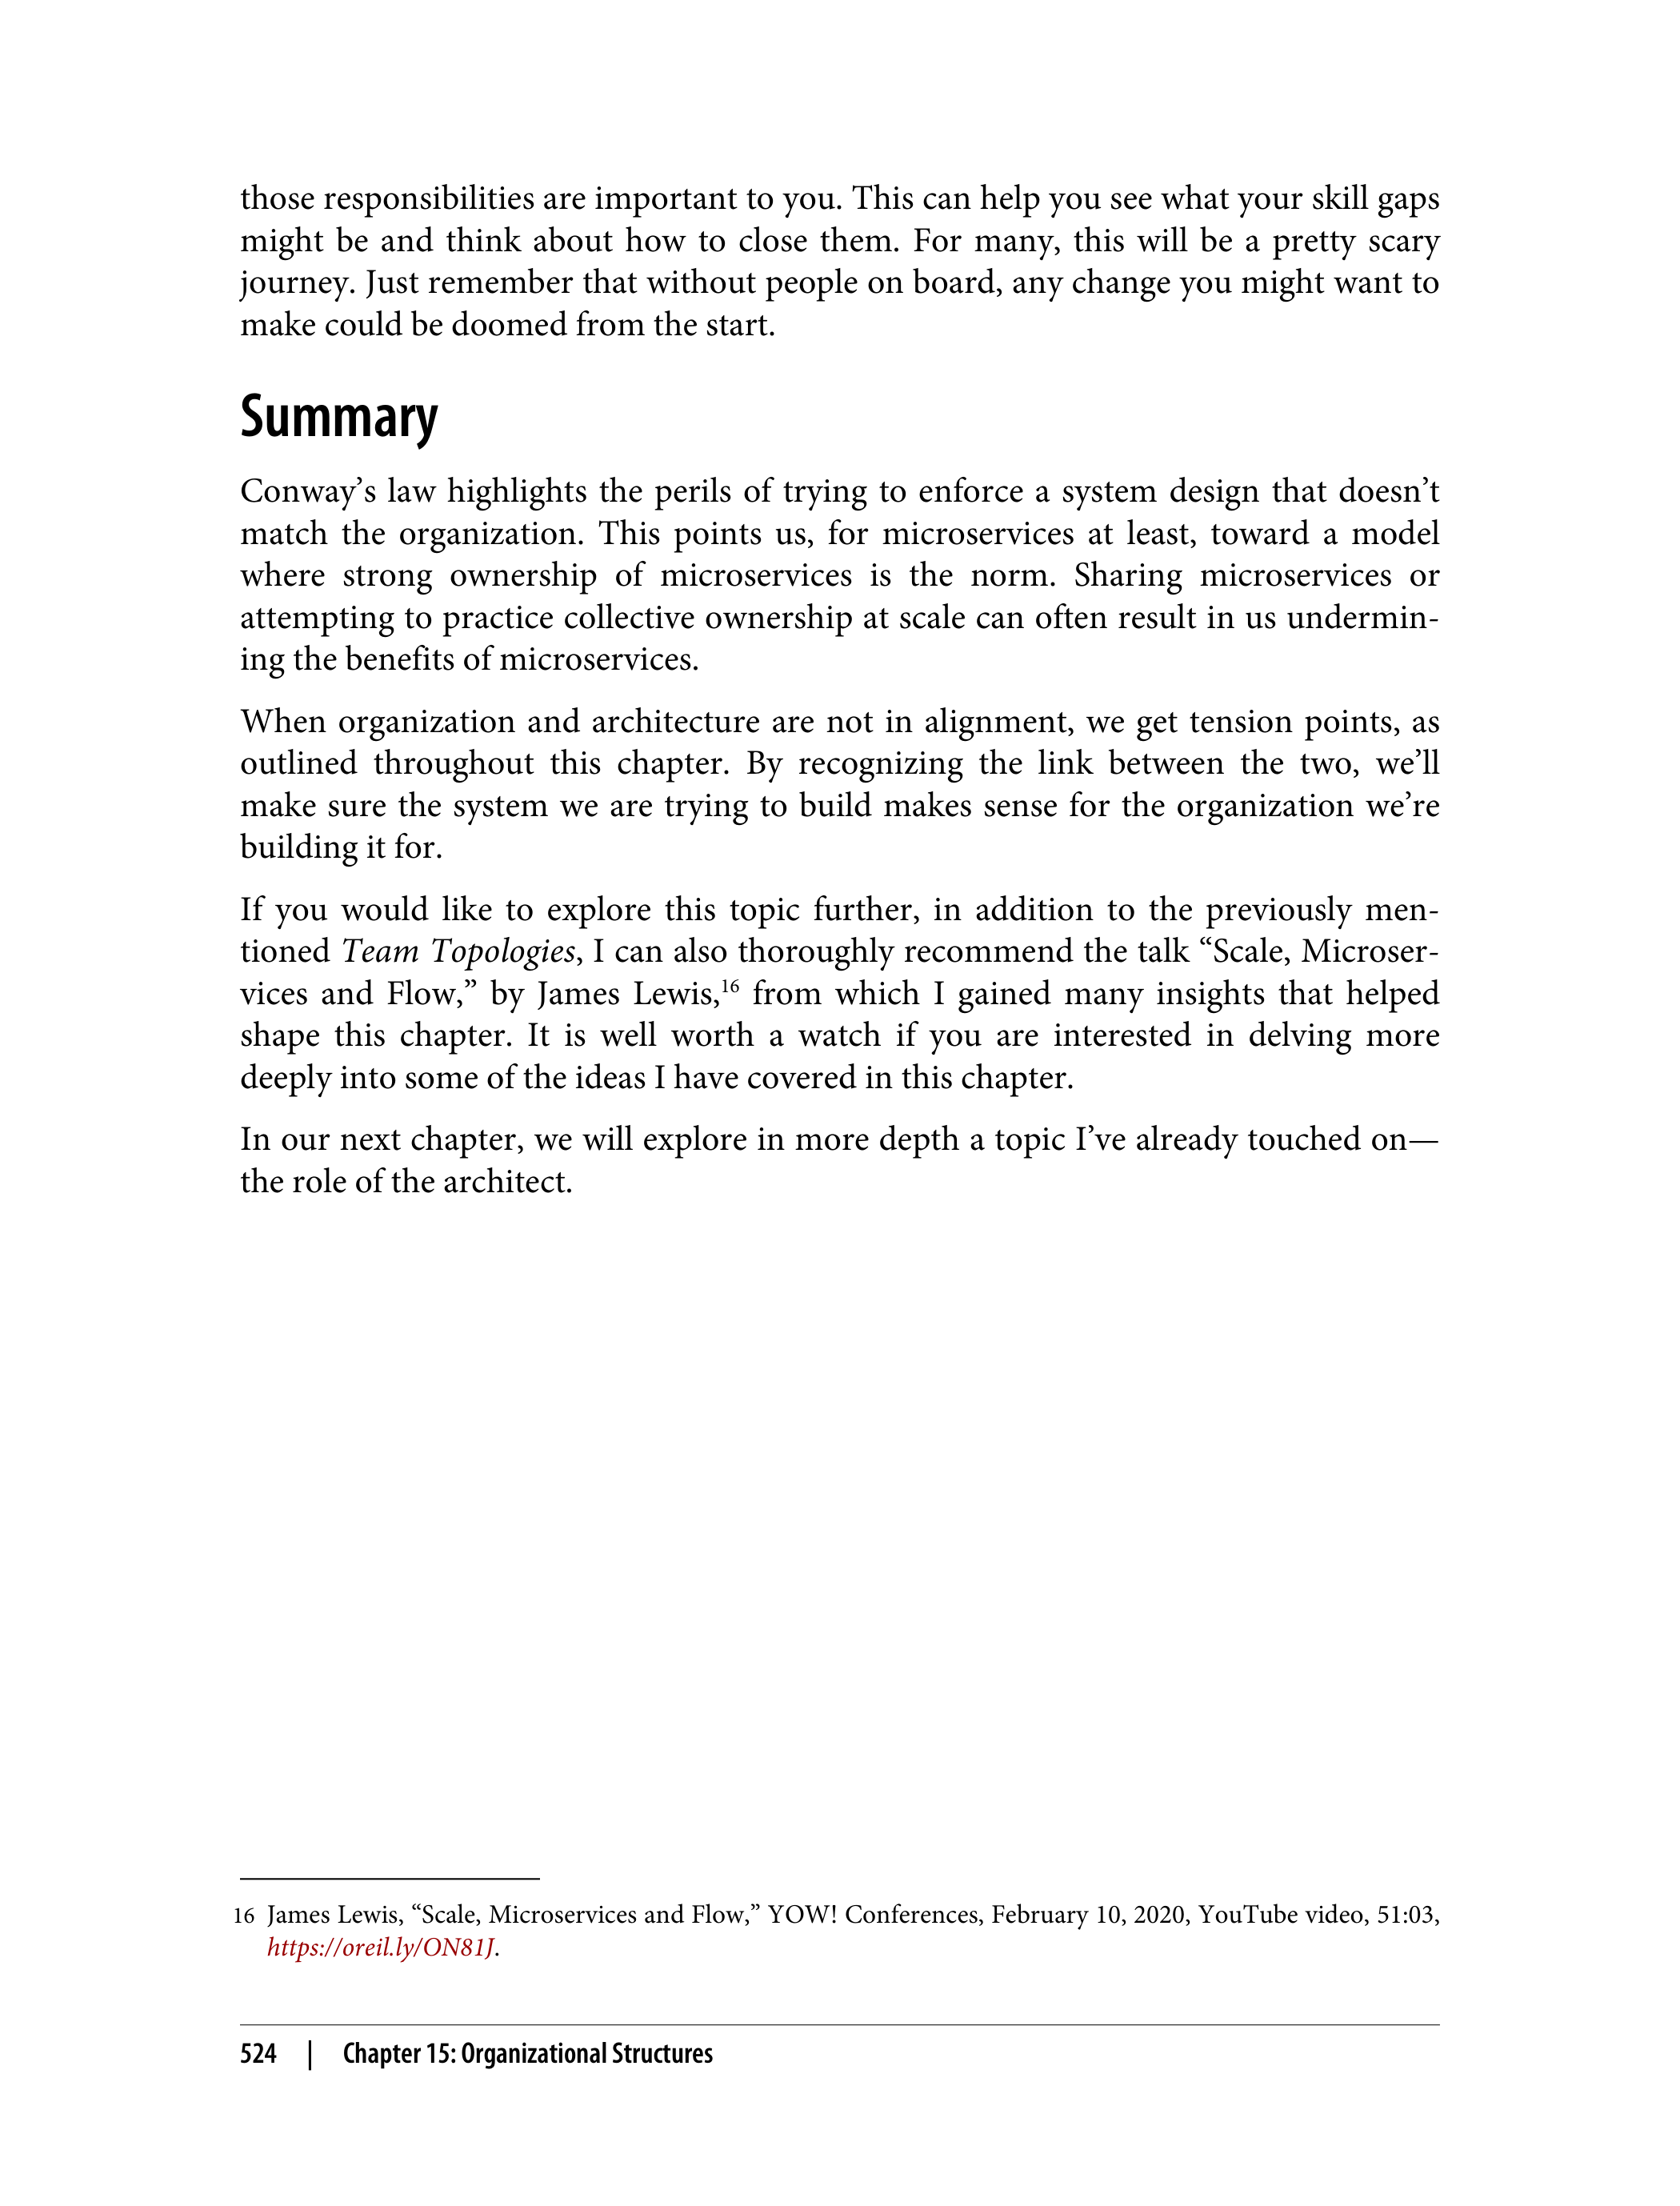 those responsibilities are important to you. This can help you see what your skill gaps
might be and think about how to close them. For many, this will be a pretty scary
journey. Just remember that without people on board, any change you might want to
make could be doomed from the start.
Summary
Conway’s law highlights the perils of trying to enforce a system design that doesn’t
match the organization. This points us, for microservices at least, toward a model
where strong ownership of microservices is the norm. Sharing microservices or
attempting to practice collective ownership at scale can often result in us undermin-
ing the benefits of microservices.
When organization and architecture are not in alignment, we get tension points, as
outlined throughout this chapter. By recognizing the link between the two, we’ll
make sure the system we are trying to build makes sense for the organization we’re
building it for.
If you would like to explore this topic further, in addition to the previously men-
tioned Team Topologies, I can also thoroughly recommend the talk “Scale, Microser-
vices and Flow,” by James Lewis,16 from which I gained many insights that helped
shape this chapter. It is well worth a watch if you are interested in delving more
deeply into some of the ideas I have covered in this chapter.
In our next chapter, we will explore in more depth a topic I’ve already touched on—
the role of the architect.
16 James Lewis, “Scale, Microservices and Flow,” YOW! Conferences, February 10, 2020, YouTube video, 51:03,
https://oreil.ly/ON81J.
524 | Chapter 15: Organizational Structures